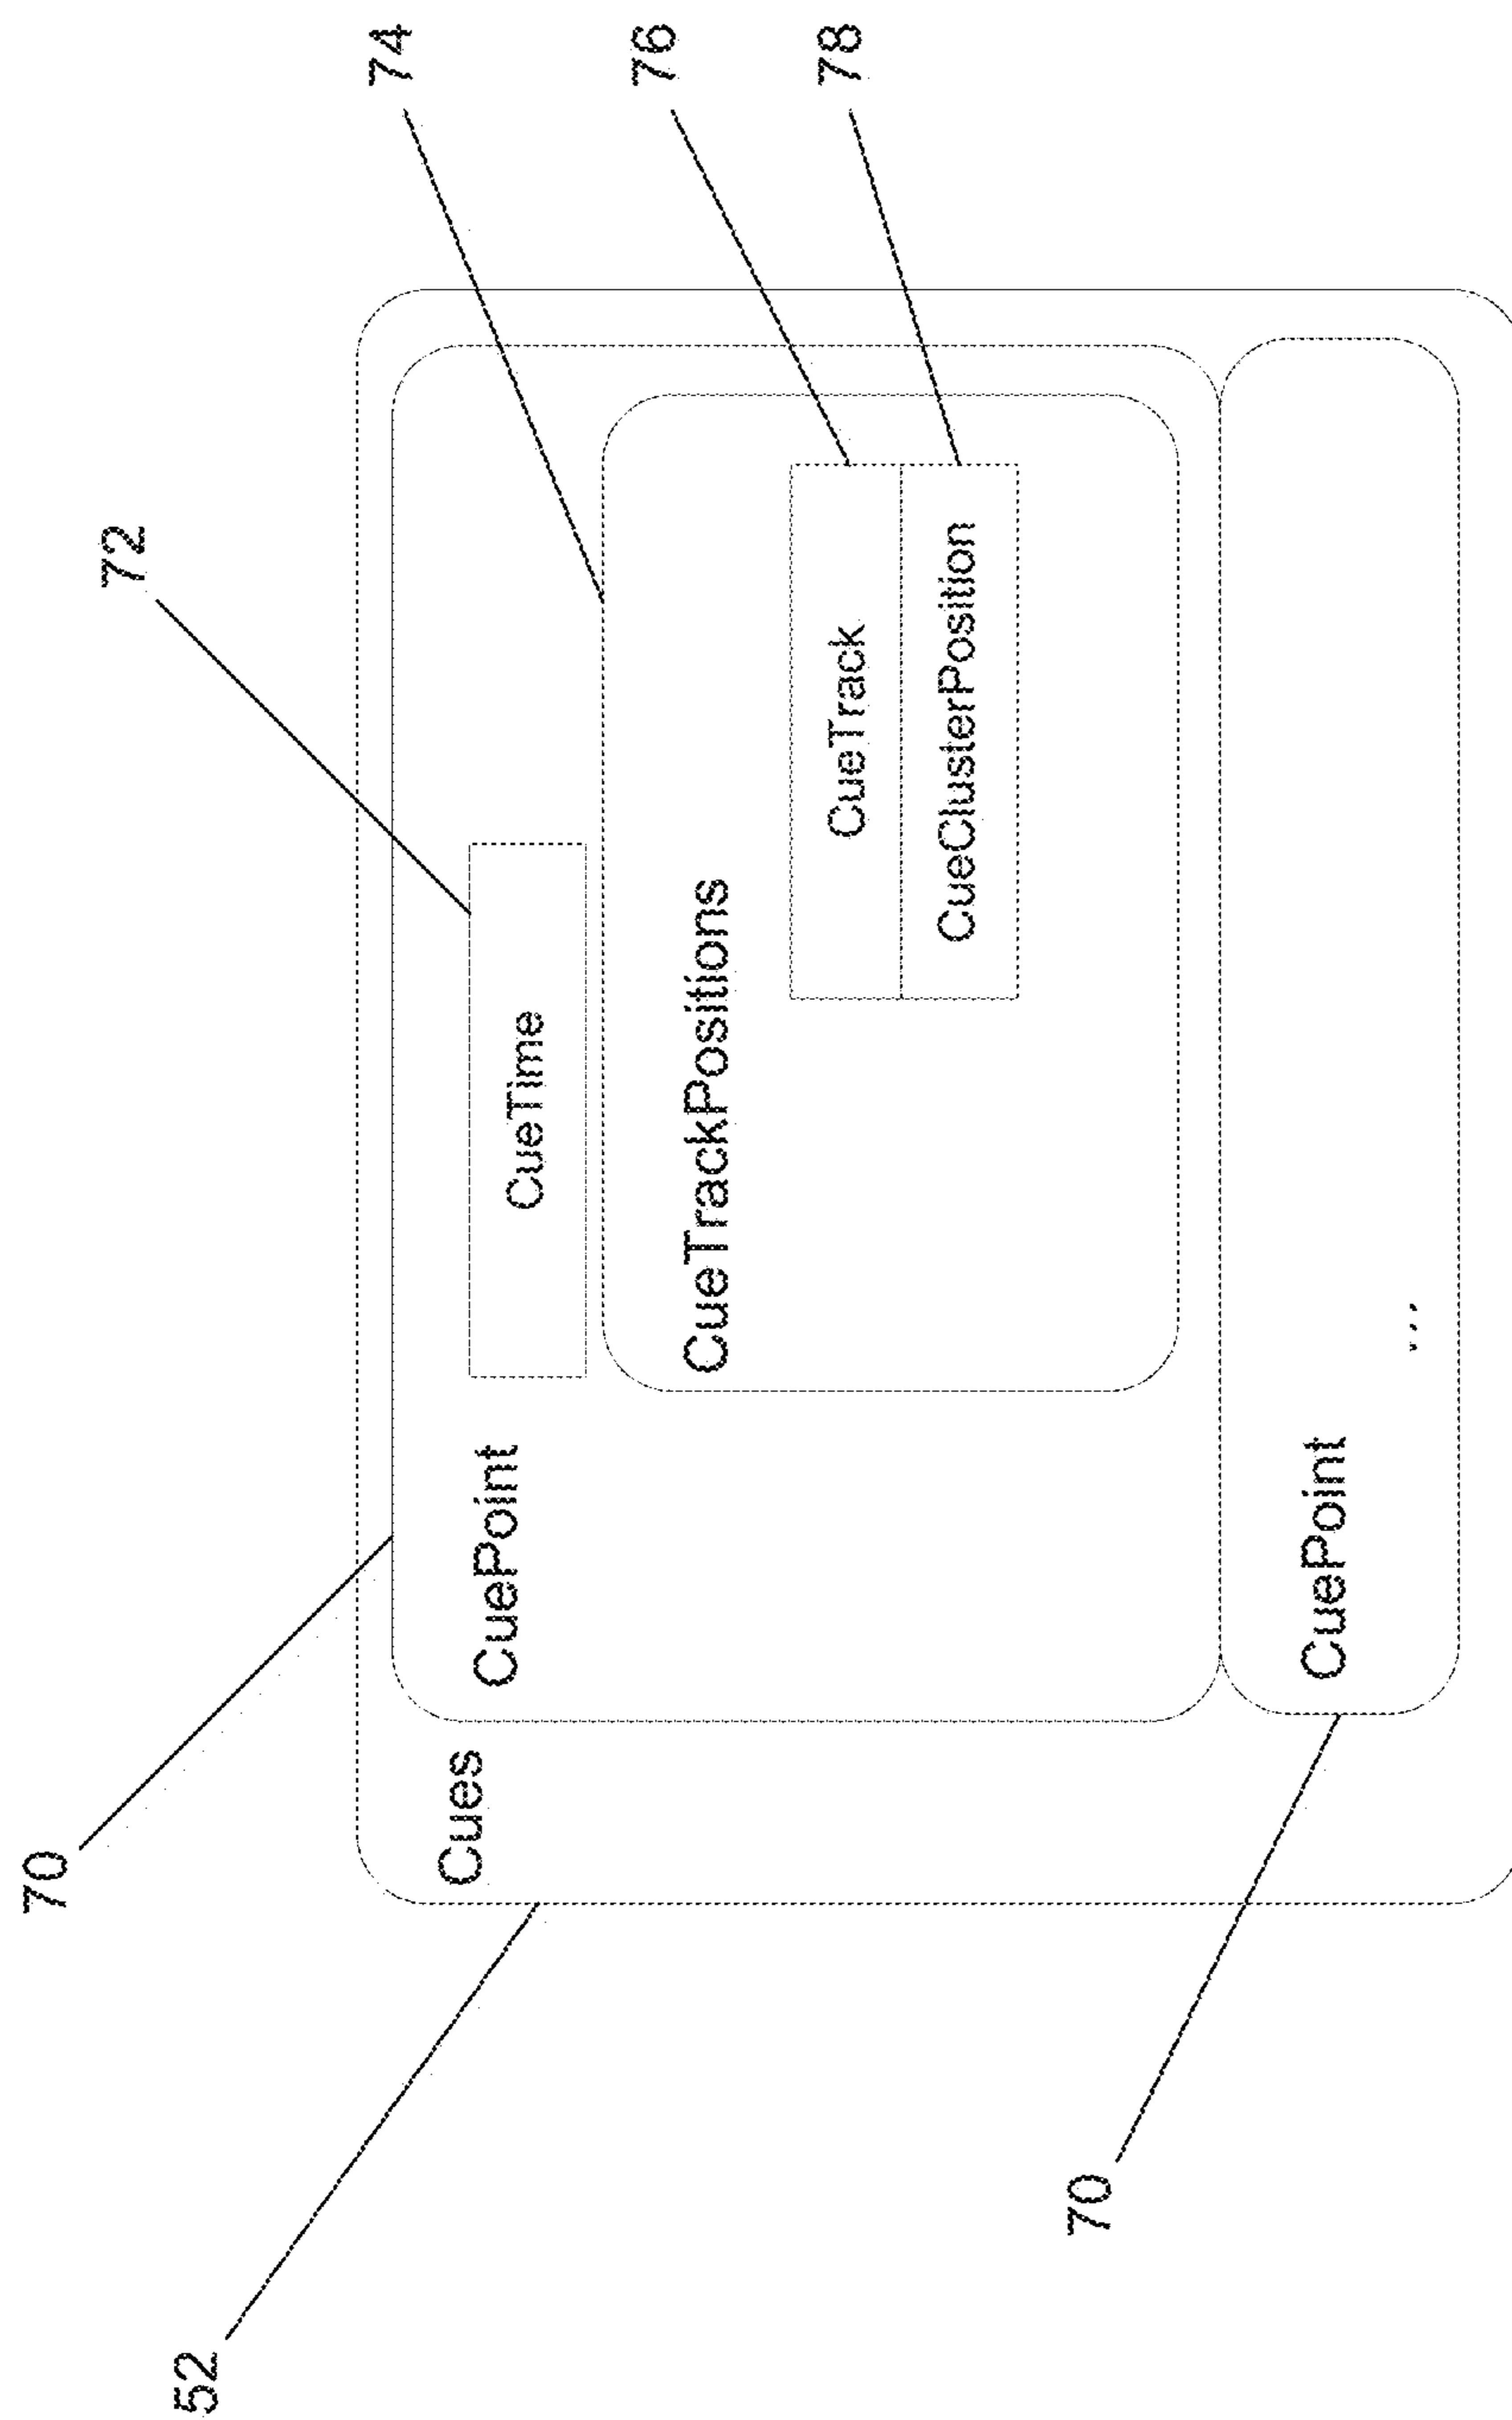 70
72
74
52
Cues
CuePoint
CueTime
CueTrackPositions
76
CueTrack
78
CueClusterPosition
70
CuePoint
...